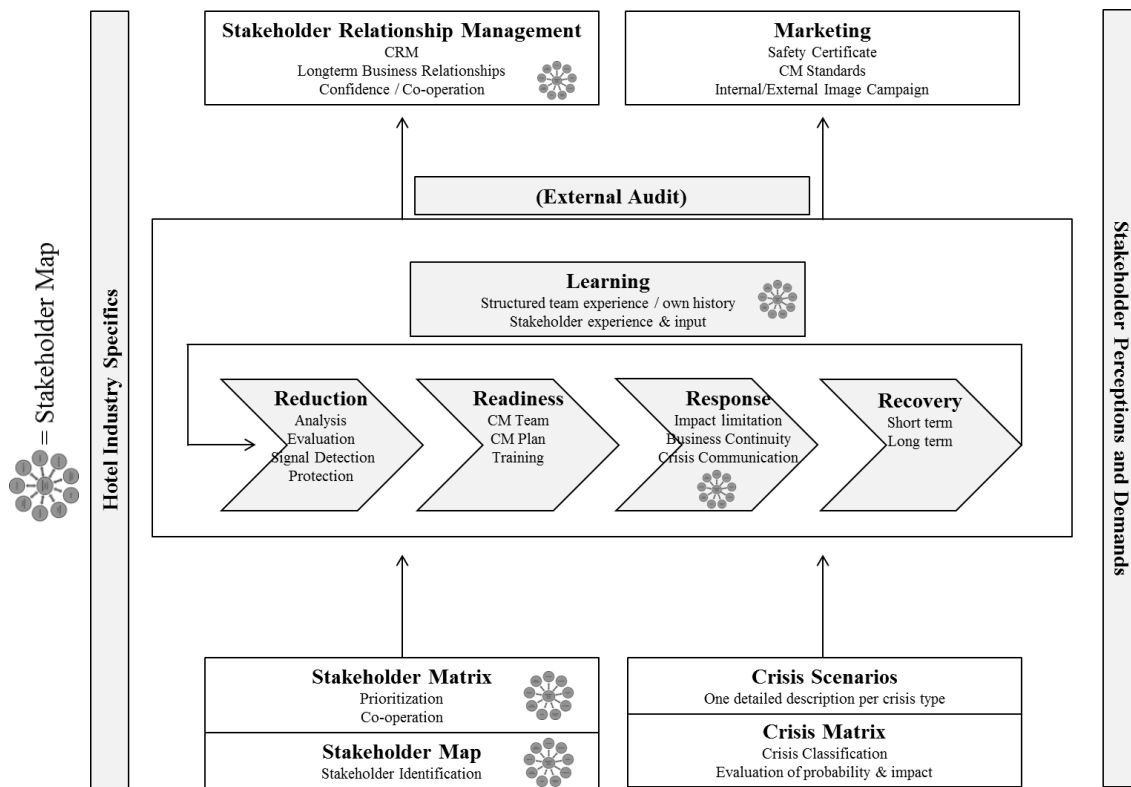 Stakeholder Relationship Management
CRM
Longterm Business Relationships
Confidence / Co-operation
Marketing
Safety Certificate
CM Standards
Internal/External Image Campaign
(External Audit)
= Stakeholder Map
Hotel Industry Specifics
Stakeholder Perceptions and Demands
Learning
Structured team experience / own history
Stakeholder experience & input
Reduction
Analysis
Evaluation
Signal Detection
Protection
Readiness
CM Team
CM Plan
Training
Response
Impact limitation
Business Continuity
Crisis Communication
Recovery
Short term
Long term
Stakeholder Matrix
Prioritization
Co-operation
Stakeholder Map
Stakeholder Identification
Crisis Scenarios
One detailed description per crisis type
Crisis Matrix
Crisis Classification
Evaluation of probability & impact